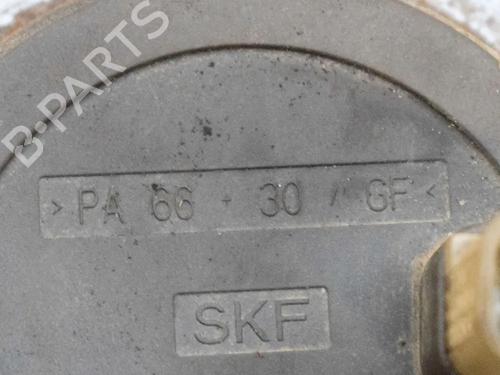 B-PARTS
> PA 66 + 30 / GF <
SKF